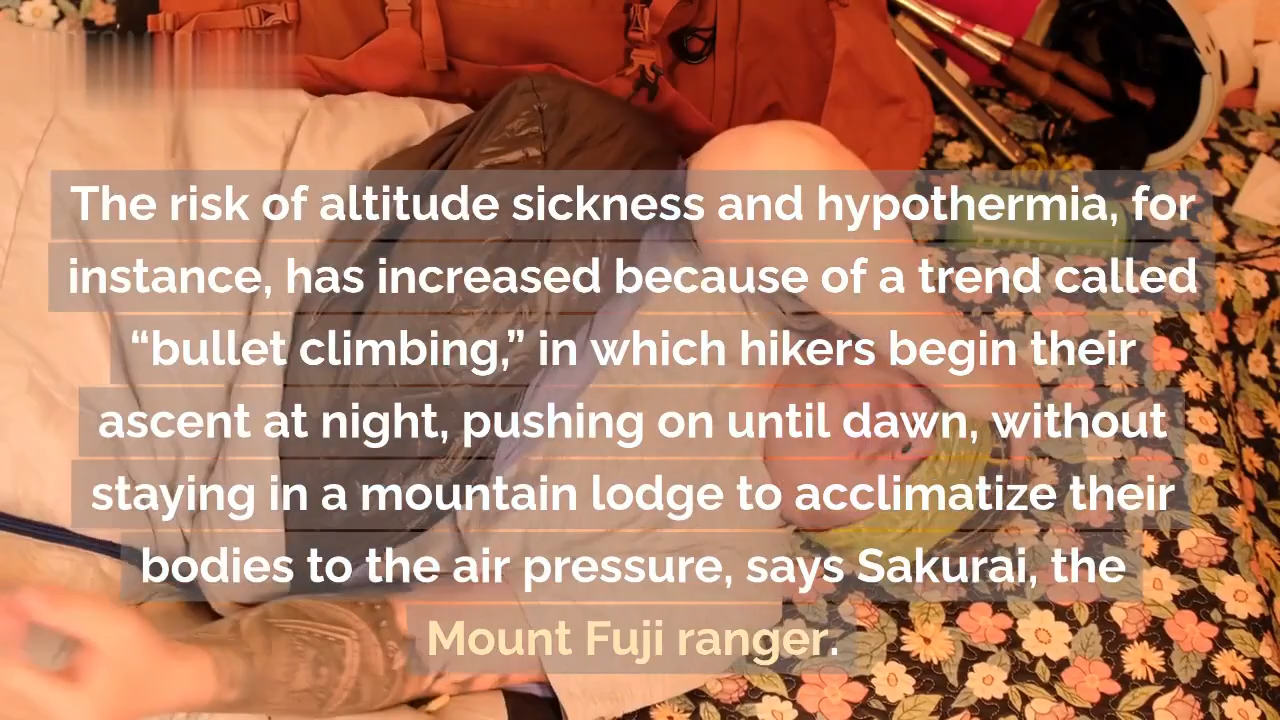 The risk of altitude sickness and hypothermia, for
instance, has increased because of a trend called
“bullet climbing,” in which hikers begin their
ascent at night, pushing on until dawn, without
staying in a mountain lodge to acclimatize their
bodies to the air pressure, says Sakurai, the
Mount Fuji ranger.